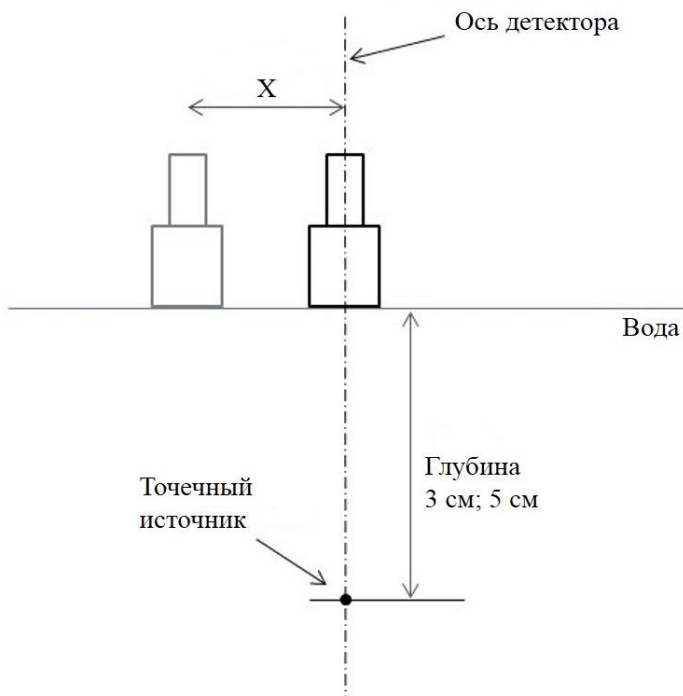 Ось детектора
X
Вода
Глубина
3 см; 5 см
Точечный
источник